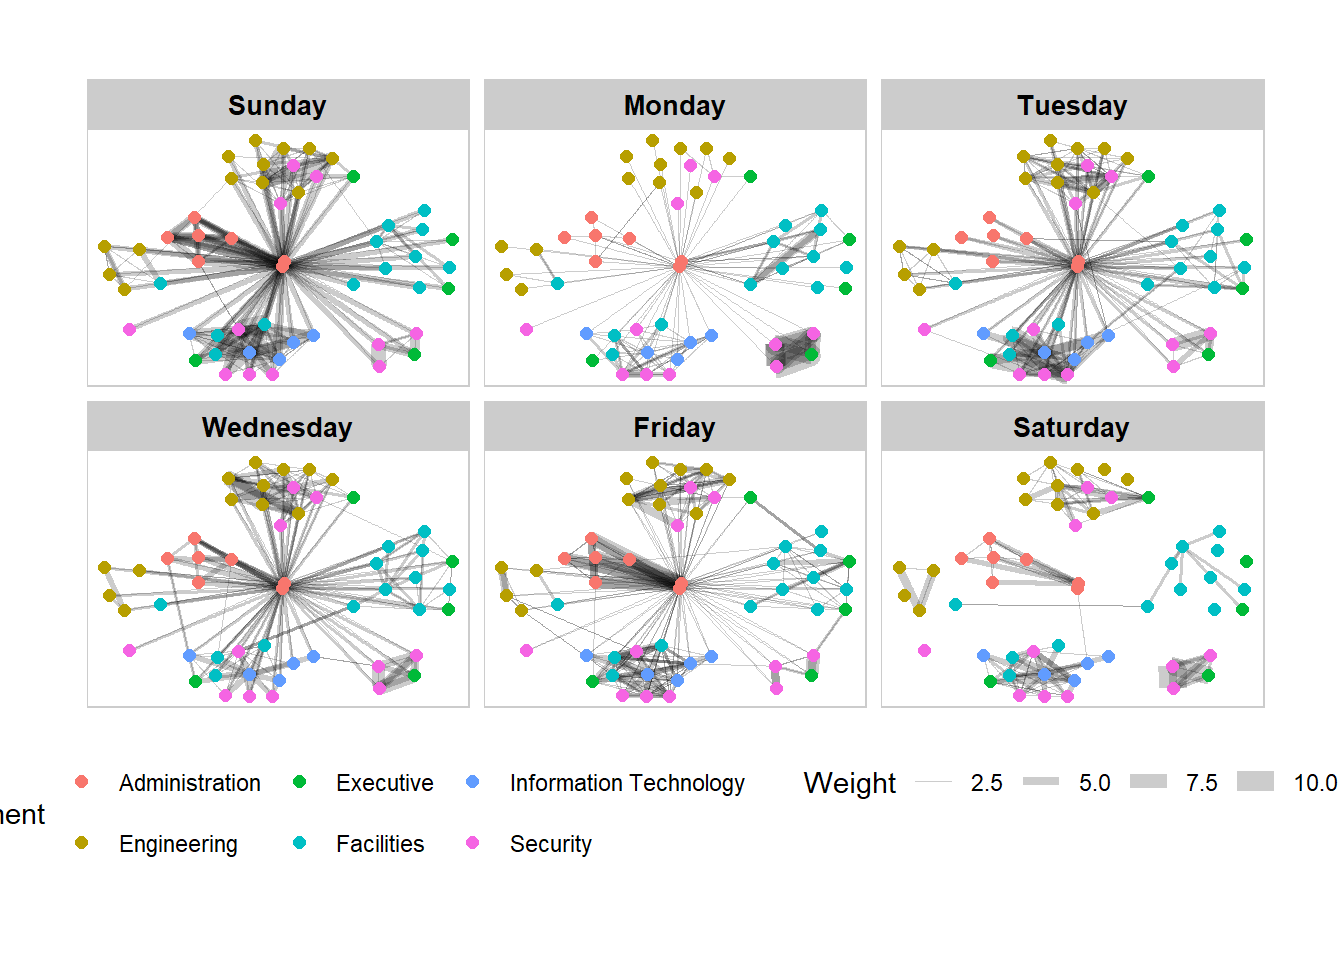 Sunday Monday Tuesday
Wednesday Friday Saturday
Administration Executive Information Technology Weight 2.5 5.0 7.5 10.0
Engineering Facilities Security